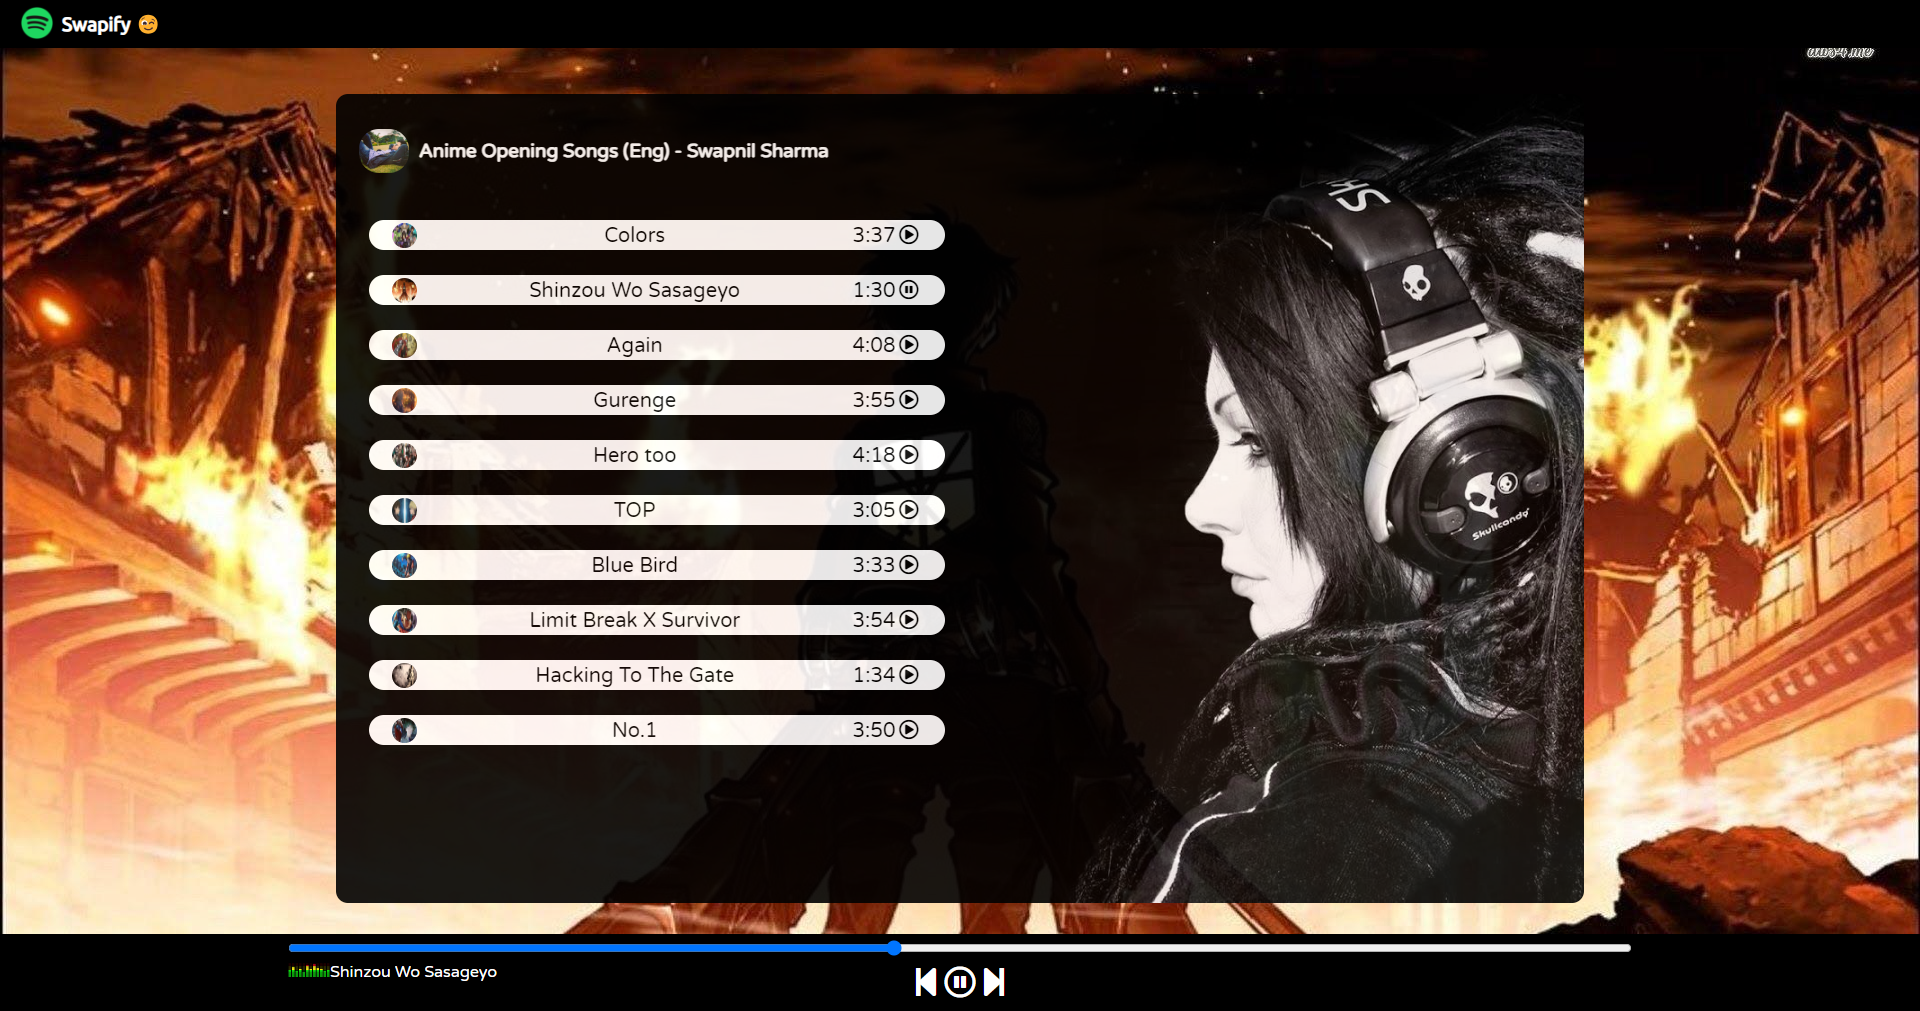 Swapify 😊
Anime Opening Songs (Eng) - Swapnil Sharma
Colors 3:37
Shinzou Wo Sasageyo 1:30
Again 4:08
Gurenge 3:55
Hero too 4:18
TOP 3:05
Blue Bird 3:33
Limit Break X Survivor 3:54
Hacking To The Gate 1:34
No.1 3:50
SK
Skullcandy
Shinzou Wo Sasageyo